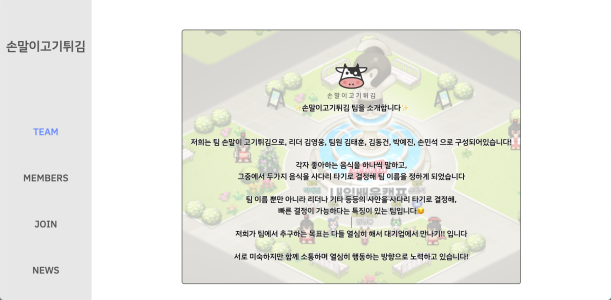 손말이고기튀김
TEAM
MEMBERS
JOIN
NEWS
손말이고기튀김
손말이고기튀김 팀을 소개합니다
저희는 팀 손말이 고기튀김으로, 리더 김영웅, 팀원 김태훈, 김동건, 박예진, 손민석 으로 구성되어있습니다!
각자 좋아하는 음식을 하나씩 말하고,
그중에서 두가지 음식을 사다리 타기로 결정해 팀 이름을 정하게 되었습니다
내일배움캠프
팀 이름 뿐만 아니라 리더나 기타 등등의 사안을 사다리 타기로 결정해,
빠른 결정이 가능하다는 특징이 있는 팀입니다😀
저희가 팀에서 추구하는 목표는 다들 열심히 해서 대기업에서 만나기!! 입니다
서로 미숙하지만 함께 소통하며 열심히 행동하는 방향으로 노력하고 있습니다!